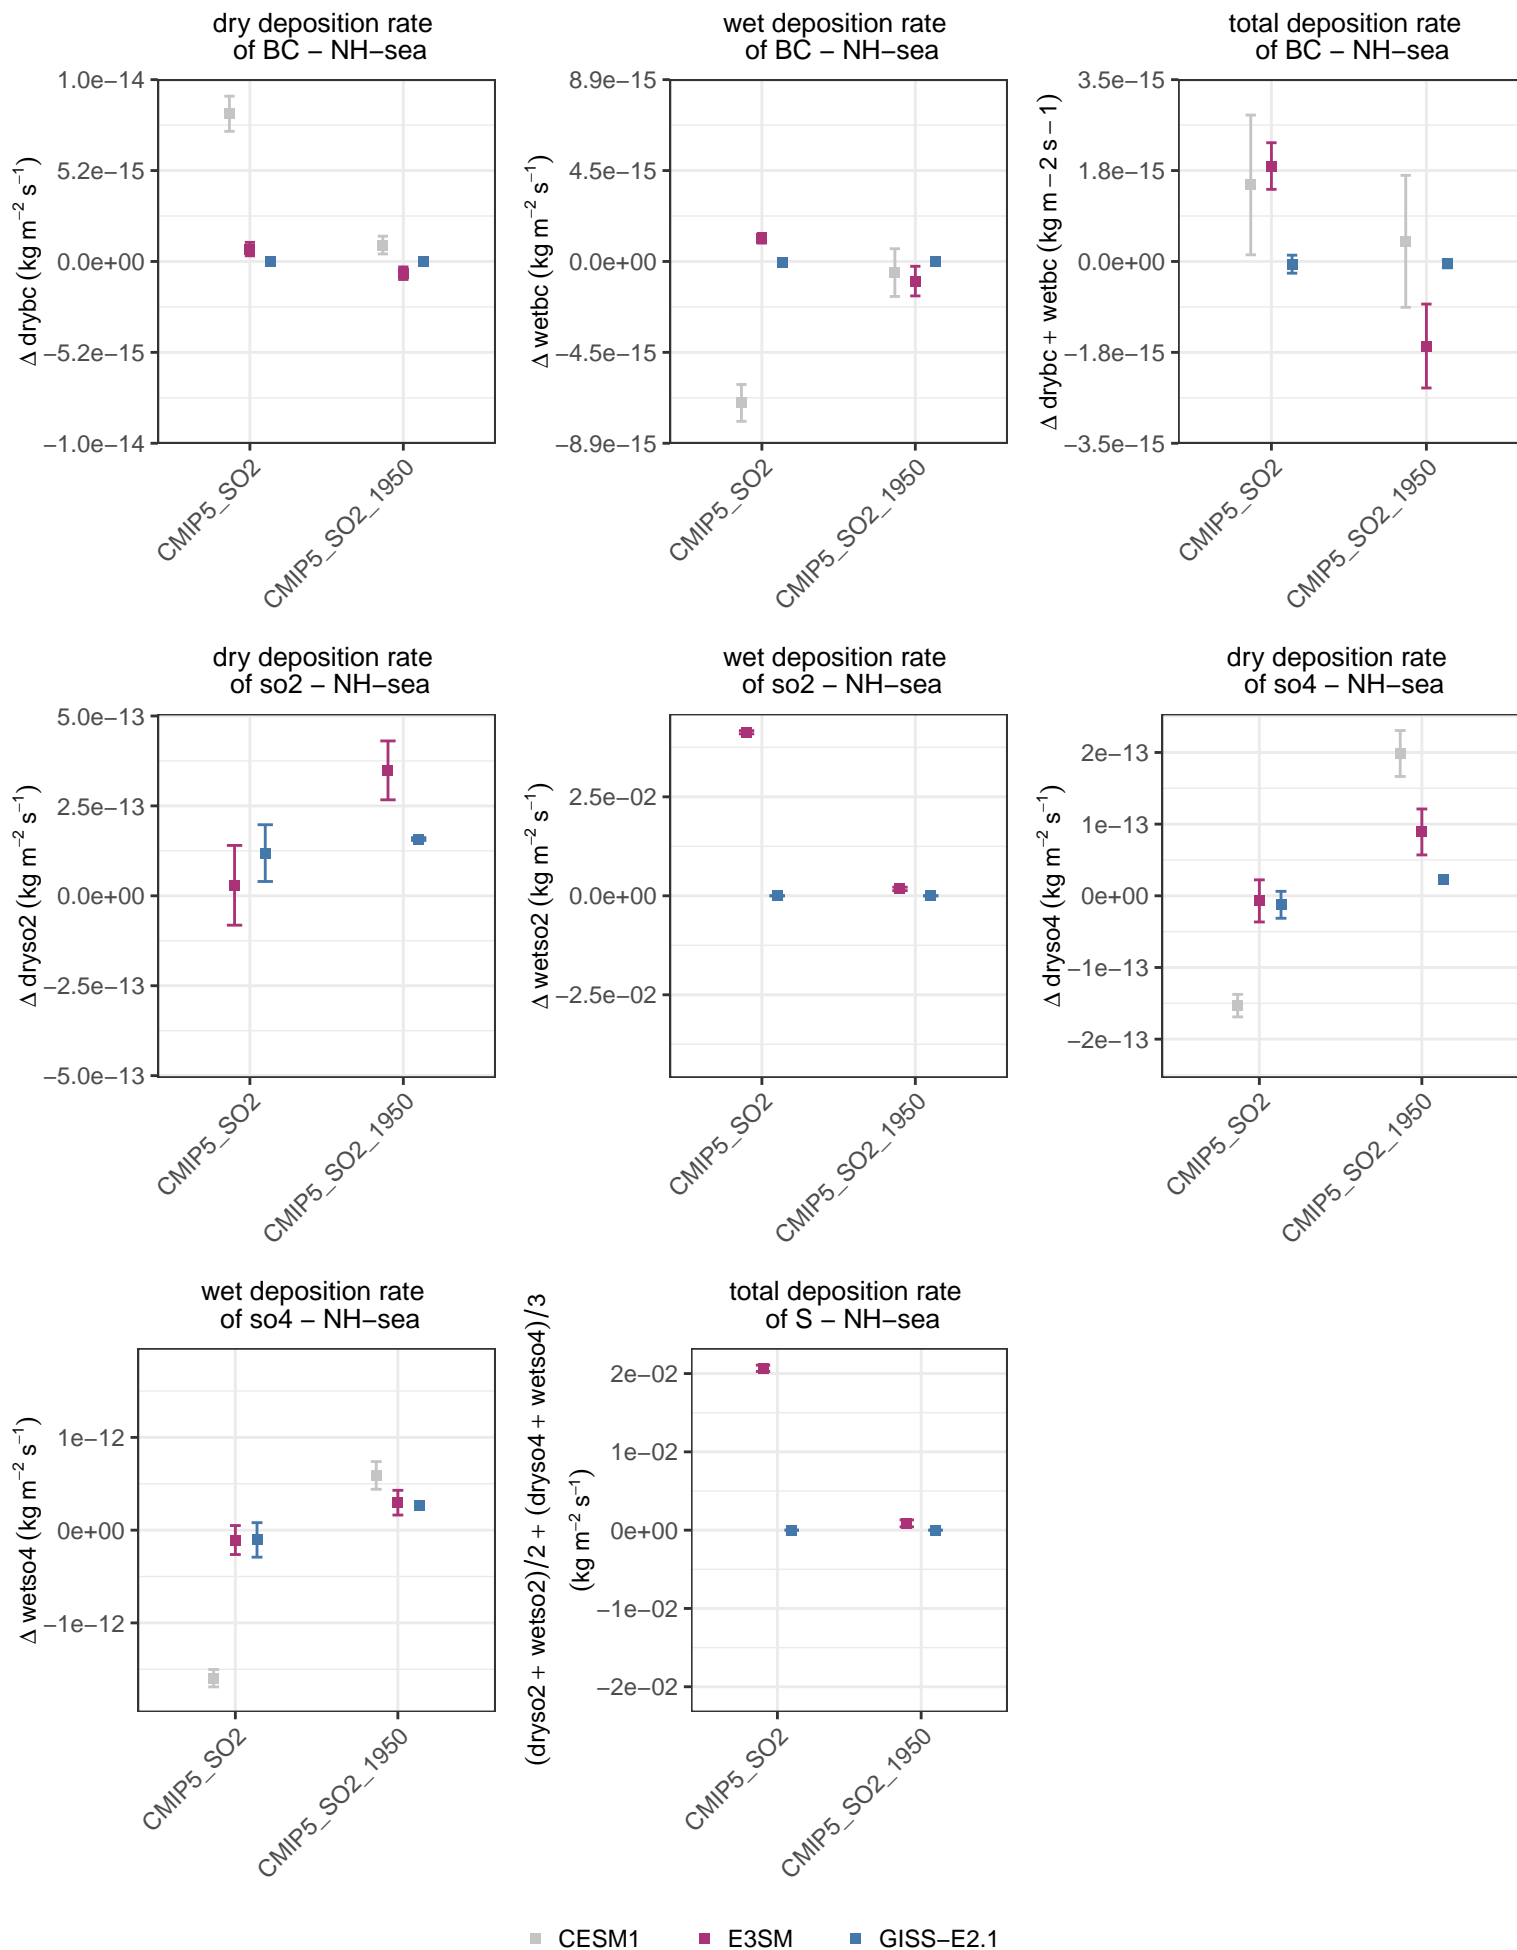 dry deposition rate
of BC − NH−sea
Δ drybc (kg m⁻² s⁻¹)
1.0e−14
5.2e−15
0.0e+00
−5.2e−15
−1.0e−14
CMIP5_SO2
CMIP5_SO2_1950
wet deposition rate
of BC − NH−sea
Δ wetbc (kg m⁻² s⁻¹)
8.9e−15
4.5e−15
0.0e+00
−4.5e−15
−8.9e−15
CMIP5_SO2
CMIP5_SO2_1950
total deposition rate
of BC − NH−sea
Δ drybc + wetbc (kg m − 2 s − 1)
3.5e−15
1.8e−15
0.0e+00
−1.8e−15
−3.5e−15
CMIP5_SO2
CMIP5_SO2_1950
dry deposition rate
of so2 − NH−sea
Δ dryso2 (kg m⁻² s⁻¹)
5.0e−13
2.5e−13
0.0e+00
−2.5e−13
−5.0e−13
CMIP5_SO2
CMIP5_SO2_1950
wet deposition rate
of so2 − NH−sea
Δ wetso2 (kg m⁻² s⁻¹)
2.5e−02
0.0e+00
−2.5e−02
CMIP5_SO2
CMIP5_SO2_1950
dry deposition rate
of so4 − NH−sea
Δ dryso4 (kg m⁻² s⁻¹)
2e−13
1e−13
0e+00
−1e−13
−2e−13
CMIP5_SO2
CMIP5_SO2_1950
wet deposition rate
of so4 − NH−sea
Δ wetso4 (kg m⁻² s⁻¹)
1e−12
0e+00
−1e−12
CMIP5_SO2
CMIP5_SO2_1950
total deposition rate
of S − NH−sea
(dryso2 + wetso2)/2 + (dryso4 + wetso4)/3
(kg m⁻² s⁻¹)
2e−02
1e−02
0e+00
−1e−02
−2e−02
CMIP5_SO2
CMIP5_SO2_1950
CESM1 E3SM GISS−E2.1